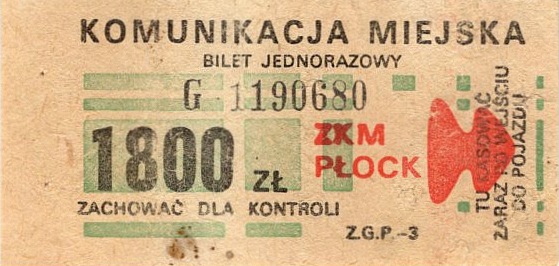 KOMUNIKACJA MIEJSKA
BILET JEDNORAZOWY
G 1190680
1800 ZŁ
ZKM
PŁOCK
ZACHOWAĆ DLA KONTROLI
Z.G.P.-3
TU KASOWAĆ
ZARAZ PO WEJŚCIU
DO POJAZDU